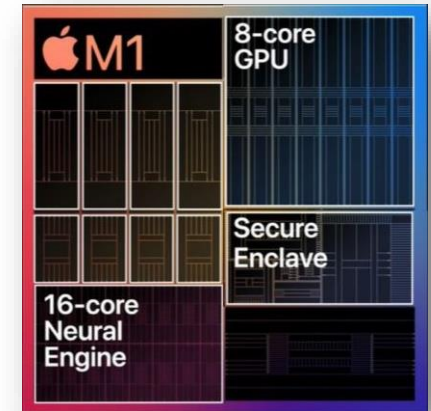 M1
8-core
GPU
Secure
Enclave
16-core
Neural
Engine